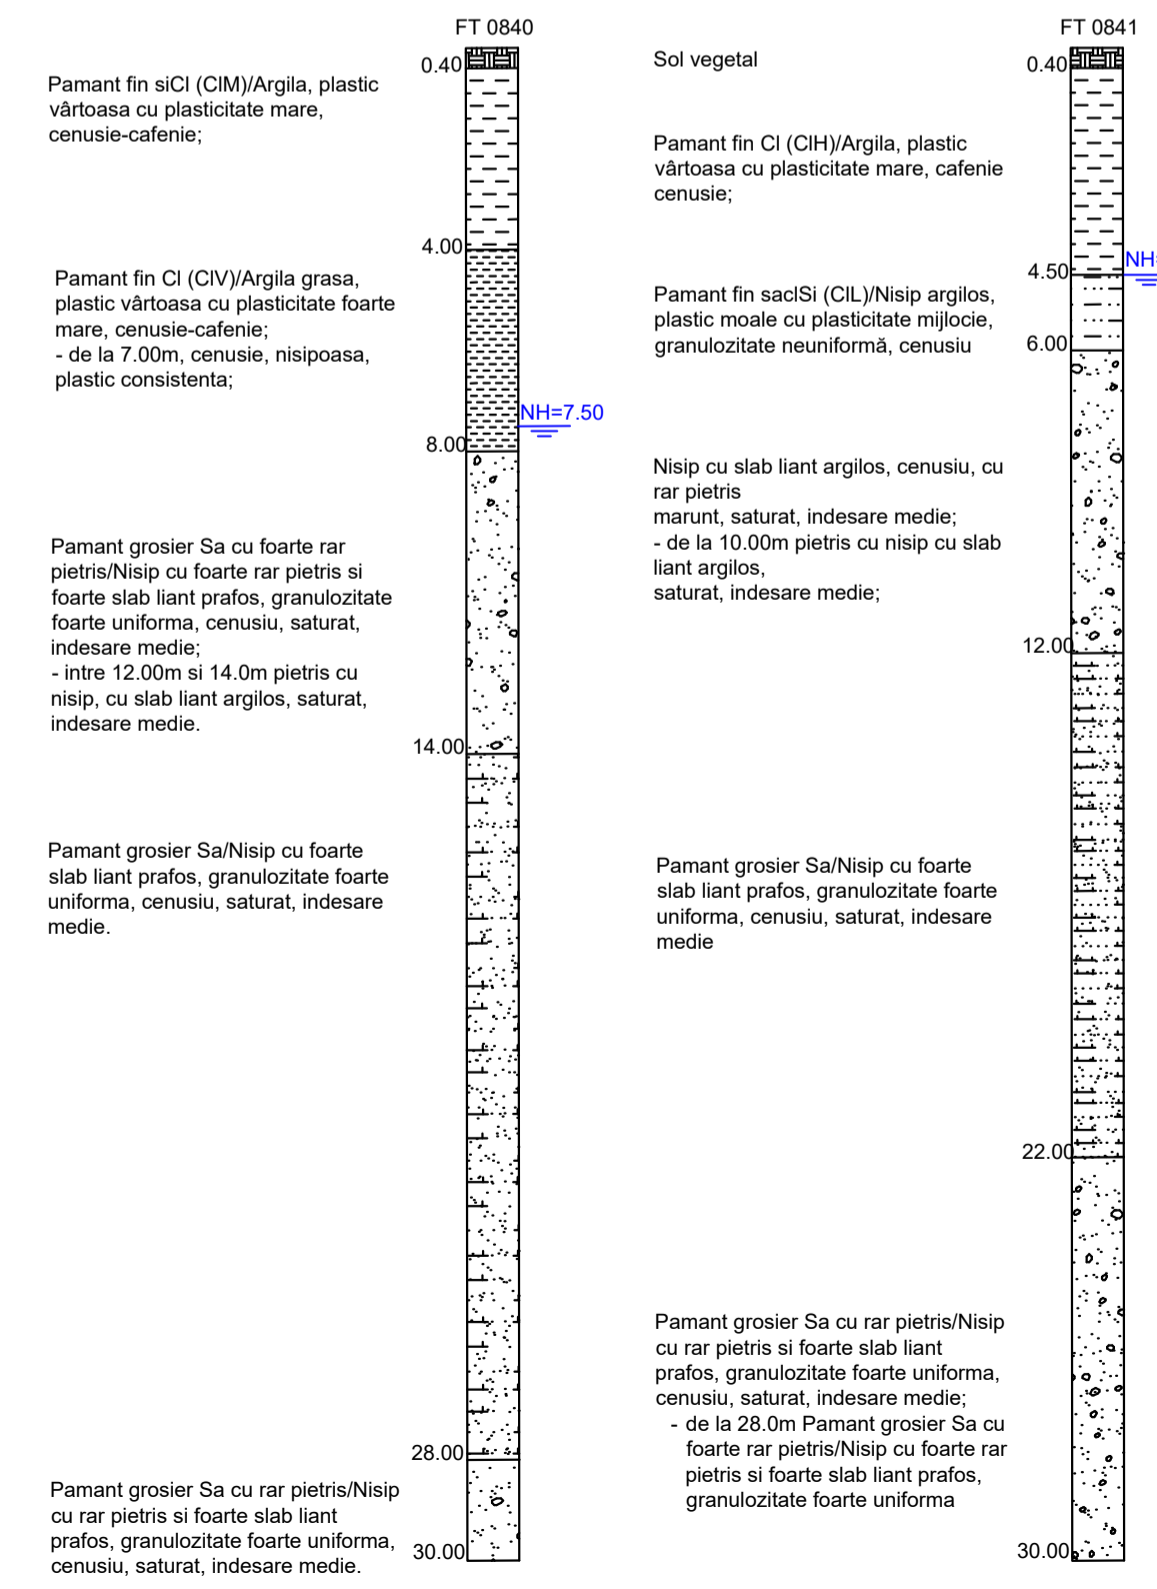 FT 0840
0.40
Pamant fin siCl (ClM)/Argila, plastic
vârtoasa cu plasticitate mare,
cenusie-cafenie;
4.00
Pamant fin Cl (ClV)/Argila grasa,
plastic vârtoasa cu plasticitate foarte
mare, cenusie-cafenie;
- de la 7.00m, cenusie, nisipoasa,
plastic consistenta;
NH=7.50
8.00
Pamant grosier Sa cu foarte rar
pietris/Nisip cu foarte rar pietris si
foarte slab liant prafos, granulozitate
foarte uniforma, cenusiu, saturat,
indesare medie;
- intre 12.00m si 14.0m pietris cu
nisip, cu slab liant argilos, saturat,
indesare medie.
14.00
Pamant grosier Sa/Nisip cu foarte
slab liant prafos, granulozitate foarte
uniforma, cenusiu, saturat, indesare
medie.
28.00
Pamant grosier Sa cu rar pietris/Nisip
cu rar pietris si foarte slab liant
prafos, granulozitate foarte uniforma,
cenusiu, saturat, indesare medie.
30.00
FT 0841
Sol vegetal
0.40
Pamant fin Cl (ClH)/Argila, plastic
vârtoasa cu plasticitate mare, cafenie
cenusie;
NH=
4.50
Pamant fin saclSi (ClL)/Nisip argilos,
plastic moale cu plasticitate mijlocie,
granulozitate neuniformă, cenusiu
6.00
Nisip cu slab liant argilos, cenusiu, cu
rar pietris
marunt, saturat, indesare medie;
- de la 10.00m pietris cu nisip cu slab
liant argilos,
saturat, indesare medie;
12.00
Pamant grosier Sa/Nisip cu foarte
slab liant prafos, granulozitate foarte
uniforma, cenusiu, saturat, indesare
medie
22.00
Pamant grosier Sa cu rar pietris/Nisip
cu rar pietris si foarte slab liant
prafos, granulozitate foarte uniforma,
cenusiu, saturat, indesare medie;
- de la 28.0m Pamant grosier Sa cu
foarte rar pietris/Nisip cu foarte rar
pietris si foarte slab liant prafos,
granulozitate foarte uniforma
30.00